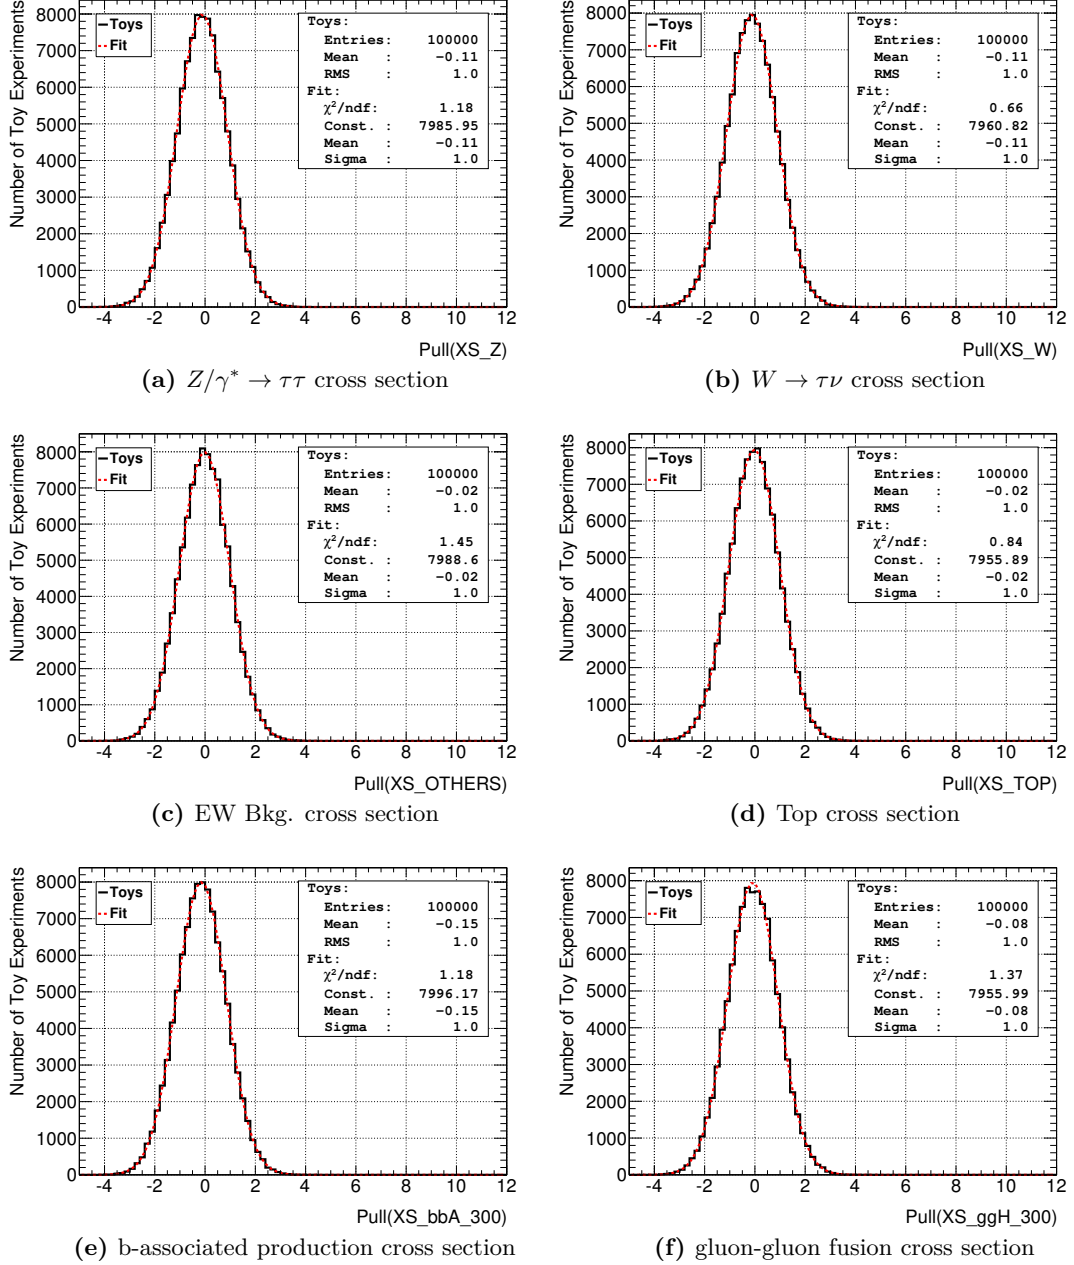 Number of Toy Experiments
8000
7000
6000
5000
4000
3000
2000
1000
0
Toys
Fit
Toys:
Entries: 100000
Mean : -0.11
RMS 1.0
Fit:
χ²/ndf: 1.18
Const. : 7985.95
Mean : -0.11
Sigma : 1.0
-4 -2 0 2 4 6 8 10 12
Pull(XS_Z)
(a) Z/γ* → ττ cross section
Number of Toy Experiments
8000
7000
6000
5000
4000
3000
2000
1000
0
Toys
Fit
Toys:
Entries: 100000
Mean : -0.11
RMS : 1.0
Fit:
χ²/ndf: 0.66
Const. : 7960.82
Mean : -0.11
Sigma : 1.0
-4 -2 0 2 4 6 8 10 12
Pull(XS_W)
(b) W → τν cross section
Number of Toy Experiments
8000
7000
6000
5000
4000
3000
2000
1000
0
Toys
Fit
Toys:
Entries: 100000
Mean : -0.02
RMS : 1.0
Fit:
χ²/ndf: 1.45
Const. : 7988.6
Mean : -0.02
Sigma : 1.0
-4 -2 0 2 4 6 8 10 12
Pull(XS_OTHERS)
(c) EW Bkg. cross section
Number of Toy Experiments
8000
7000
6000
5000
4000
3000
2000
1000
0
Toys
Fit
Toys:
Entries: 100000
Mean : -0.02
RMS : 1.0
Fit:
χ²/ndf: 0.84
Const. : 7955.89
Mean : -0.02
Sigma : 1.0
-4 -2 0 2 4 6 8 10 12
Pull(XS_TOP)
(d) Top cross section
Number of Toy Experiments
8000
7000
6000
5000
4000
3000
2000
1000
0
Toys
Fit
Toys:
Entries: 100000
Mean : -0.15
RMS : 1.0
Fit:
χ²/ndf: 1.18
Const. : 7996.17
Mean : -0.15
Sigma : 1.0
-4 -2 0 2 4 6 8 10 12
Pull(XS_bbA_300)
(e) b-associated production cross section
Number of Toy Experiments
8000
7000
6000
5000
4000
3000
2000
1000
0
Toys
Fit
Toys:
Entries: 100000
Mean : -0.08
RMS : 1.0
Fit:
χ²/ndf: 1.37
Const. : 7955.99
Mean : -0.08
Sigma : 1.0
-4 -2 0 2 4 6 8 10 12
Pull(XS_ggH_300)
(f) gluon-gluon fusion cross section